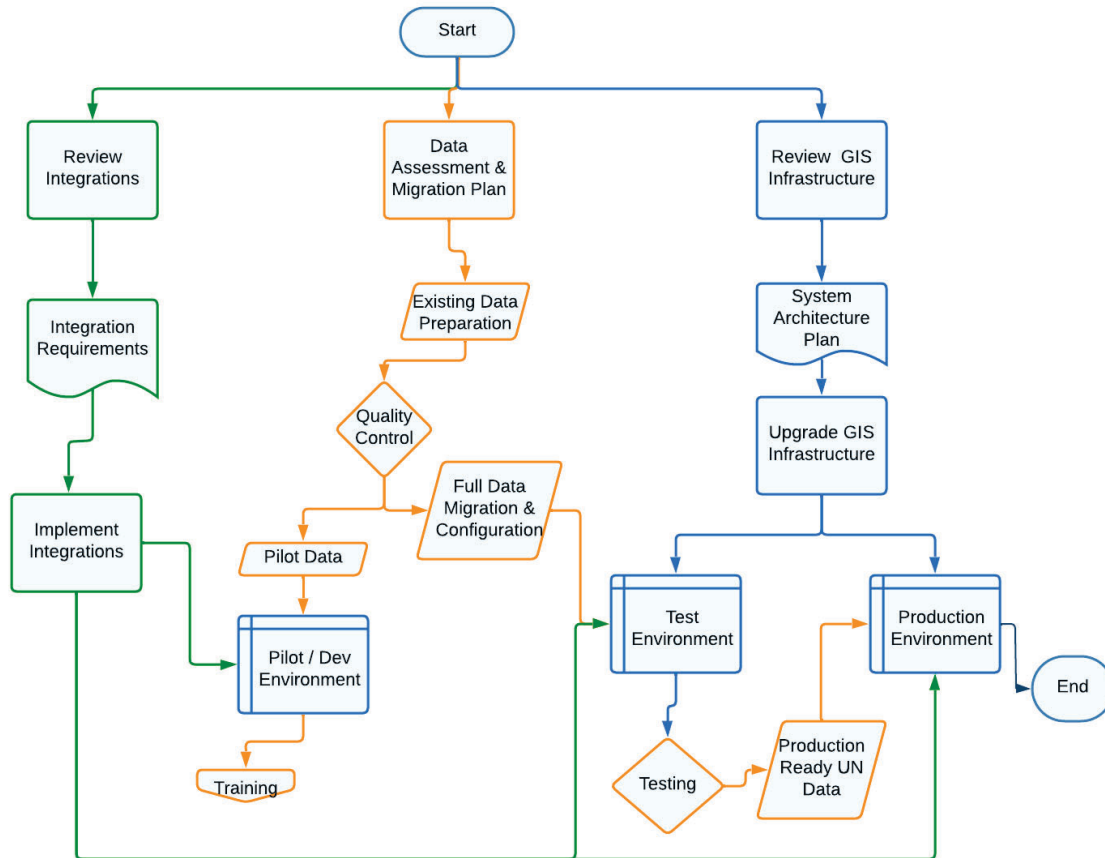 Start
Review
Integrations
Data
Assessment &
Migration Plan
Review GIS
Infrastructure
Integration
Requirements
Existing Data
Preparation
System
Architecture
Plan
Quality
Control
Upgrade GIS
Infrastructure
Implement
Integrations
Full Data
Migration &
Configuration
Pilot Data
Pilot / Dev
Environment
Test
Environment
Production
Environment
End
Training
Testing
Production
Ready UN
Data